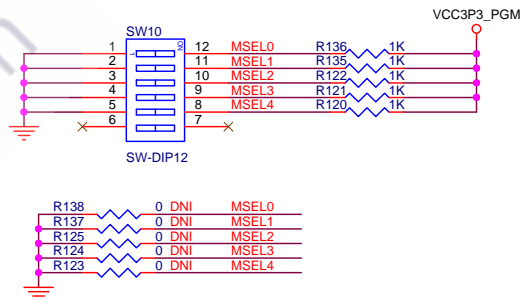 VCC3P3_PGM
SW10
ON
1 12 MSEL0 R136 1K
2 11 MSEL1 R135 1K
3 10 MSEL2 R122 1K
4 9 MSEL3 R121 1K
5 8 MSEL4 R120 1K
6 7
SW-DIP12
R138 0 DNI MSEL0
R137 0 DNI MSEL1
R125 0 DNI MSEL2
R124 0 DNI MSEL3
R123 0 DNI MSEL4